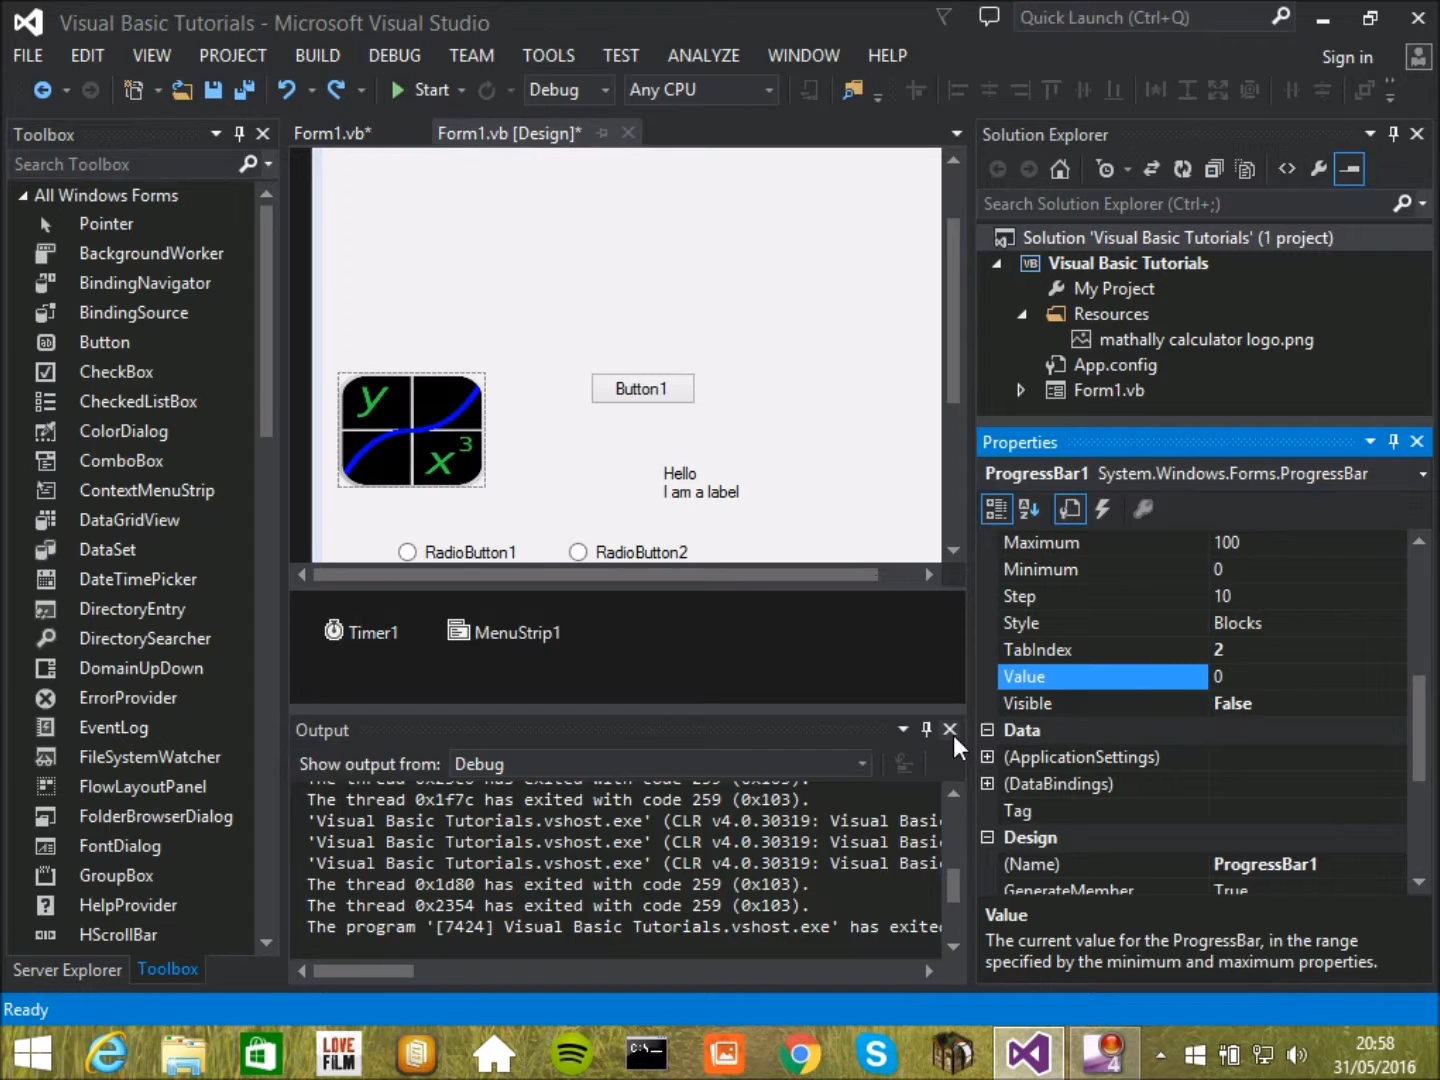 Visual Basic Tutorials - Microsoft Visual Studio
Quick Launch (Ctrl+Q)
FILE EDIT VIEW PROJECT BUILD DEBUG TEAM TOOLS TEST ANALYZE WINDOW HELP
Sign in
Start Debug Any CPU
Toolbox
Search Toolbox
All Windows Forms
Pointer
BackgroundWorker
BindingNavigator
BindingSource
Button
CheckBox
CheckedListBox
ColorDialog
ComboBox
ContextMenuStrip
DataGridView
DataSet
DateTimePicker
DirectoryEntry
DirectorySearcher
DomainUpDown
ErrorProvider
EventLog
FileSystemWatcher
FlowLayoutPanel
FolderBrowserDialog
FontDialog
GroupBox
HelpProvider
HScrollBar
Server Explorer Toolbox
Form1.vb* Form1.vb [Design]*
y
x3
Button1
Hello
I am a label
RadioButton1 RadioButton2
Timer1 MenuStrip1
Output
Show output from: Debug
The thread 0x1f7c has exited with code 259 (0x103).
'Visual Basic Tutorials.vshost.exe' (CLR v4.0.30319: Visual Basi
'Visual Basic Tutorials.vshost.exe' (CLR v4.0.30319: Visual Basi
'Visual Basic Tutorials.vshost.exe' (CLR v4.0.30319: Visual Basi
The thread 0x1d80 has exited with code 259 (0x103).
The thread 0x2354 has exited with code 259 (0x103).
The program '[7424] Visual Basic Tutorials.vshost.exe' has exited
Solution Explorer
Search Solution Explorer (Ctrl+;)
Solution 'Visual Basic Tutorials' (1 project)
VB Visual Basic Tutorials
My Project
Resources
mathally calculator logo.png
App.config
Form1.vb
Properties
ProgressBar1 System.Windows.Forms.ProgressBar
Maximum 100
Minimum 0
Step 10
Style Blocks
TabIndex 2
Value 0
Visible False
Data
(ApplicationSettings)
(DataBindings)
Tag
Design
(Name) ProgressBar1
GenerateMember True
Value
The current value for the ProgressBar, in the range
specified by the minimum and maximum properties.
Ready
LOVE
FILM
C:\.
4
20:58
31/05/2016